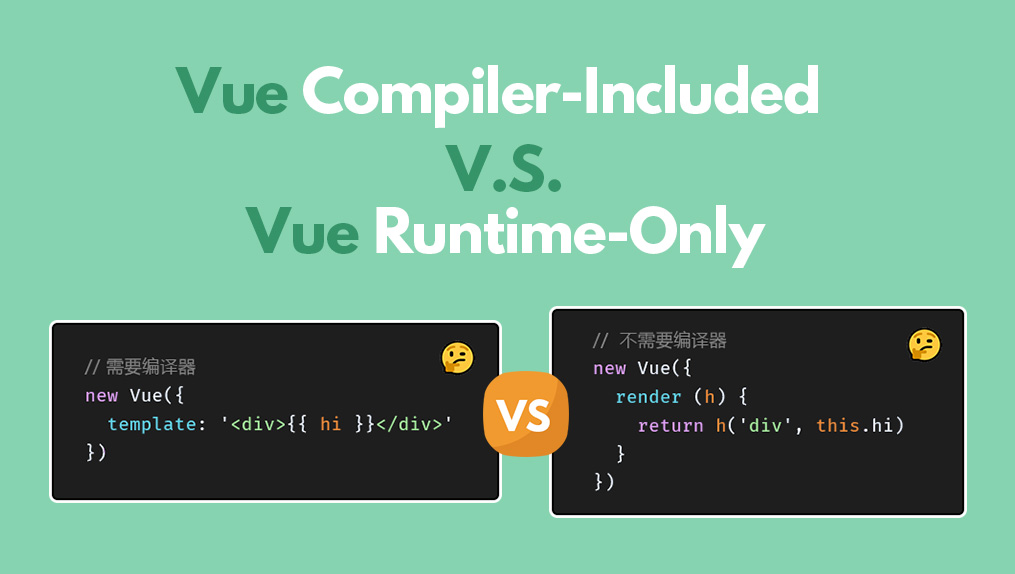 Vue Compiler-Included
V.S.
Vue Runtime-Only
// 需要编译器
new Vue({
  template: '<div>{{ hi }}</div>'
})
VS
// 不需要编译器
new Vue({
  render (h) {
    return h('div', this.hi)
  }
})